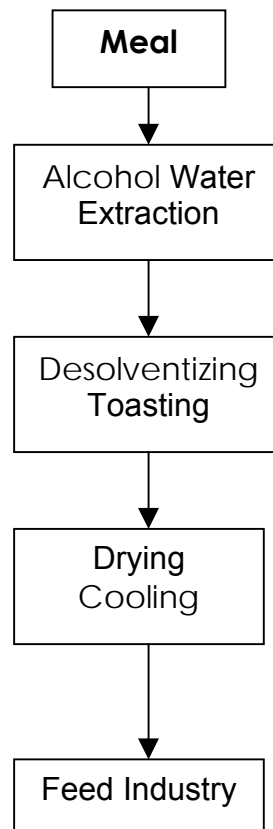 Meal
Alcohol Water
Extraction
Desolventizing
Toasting
Drying
Cooling
Feed Industry